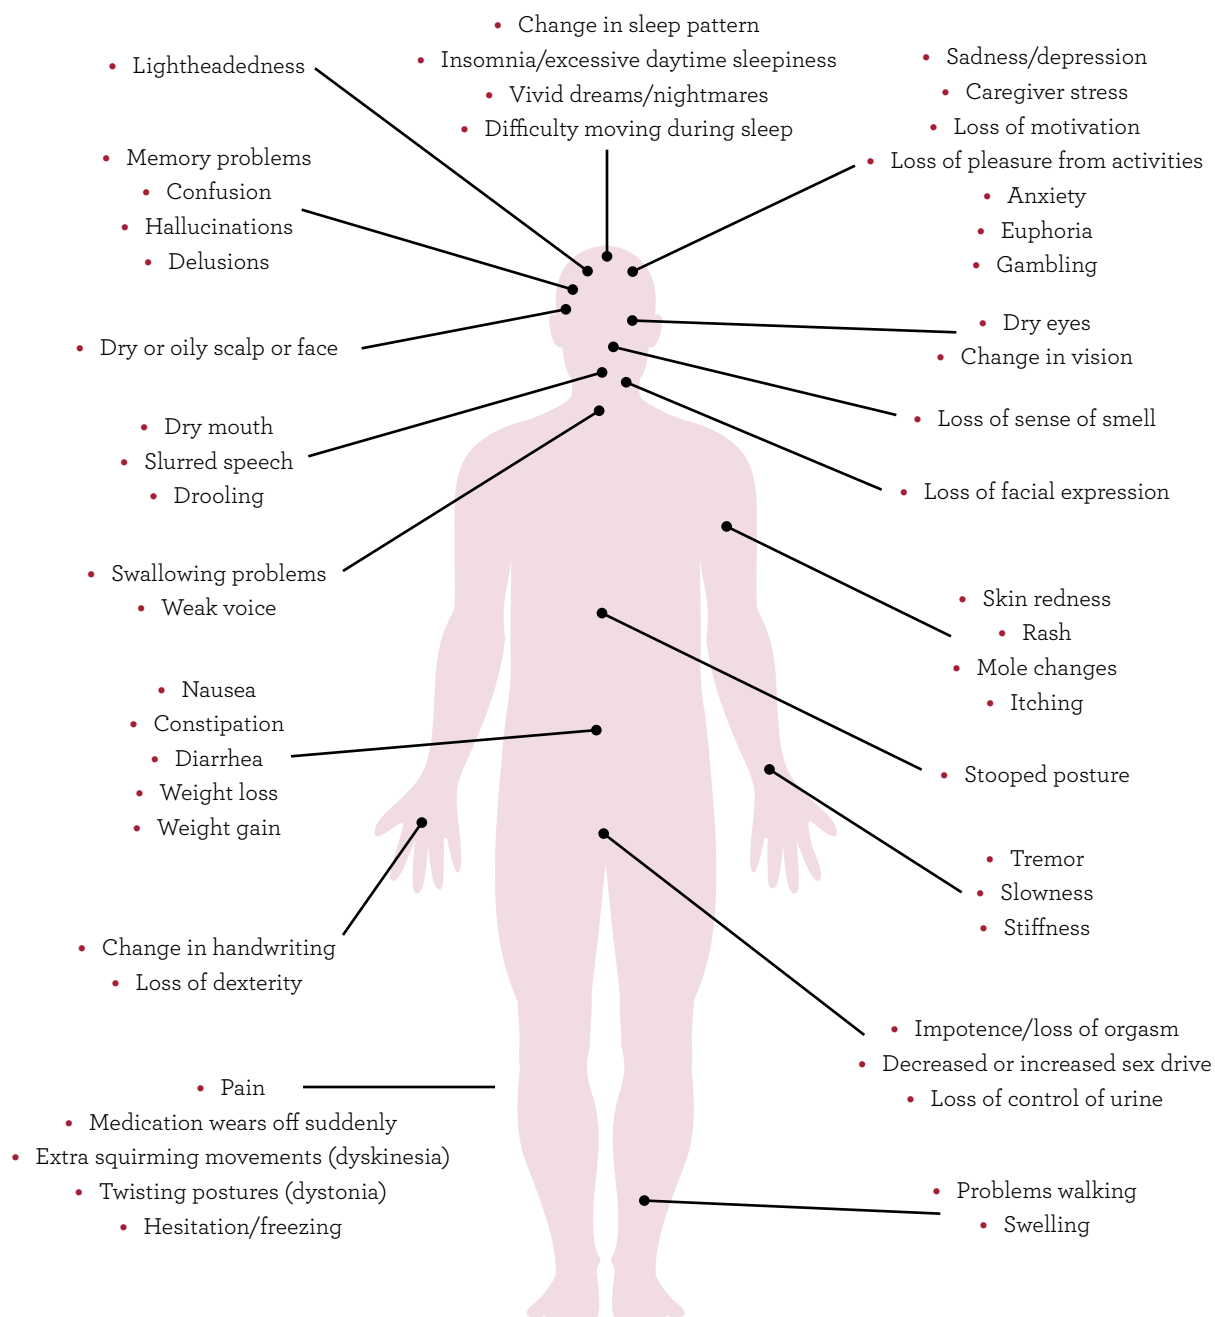 • Change in sleep pattern
• Insomnia/excessive daytime sleepiness
• Vivid dreams/nightmares
• Difficulty moving during sleep
• Lightheadedness
• Memory problems
• Confusion
• Hallucinations
• Delusions
• Dry or oily scalp or face
• Dry mouth
• Slurred speech
• Drooling
• Swallowing problems
• Weak voice
• Nausea
• Constipation
• Diarrhea
• Weight loss
• Weight gain
• Change in handwriting
• Loss of dexterity
• Pain
• Medication wears off suddenly
• Extra squirming movements (dyskinesia)
• Twisting postures (dystonia)
• Hesitation/freezing
• Sadness/depression
• Caregiver stress
• Loss of motivation
• Loss of pleasure from activities
• Anxiety
• Euphoria
• Gambling
• Dry eyes
• Change in vision
• Loss of sense of smell
• Loss of facial expression
• Skin redness
• Rash
• Mole changes
• Itching
• Stooped posture
• Tremor
• Slowness
• Stiffness
• Impotence/loss of orgasm
• Decreased or increased sex drive
• Loss of control of urine
• Problems walking
• Swelling